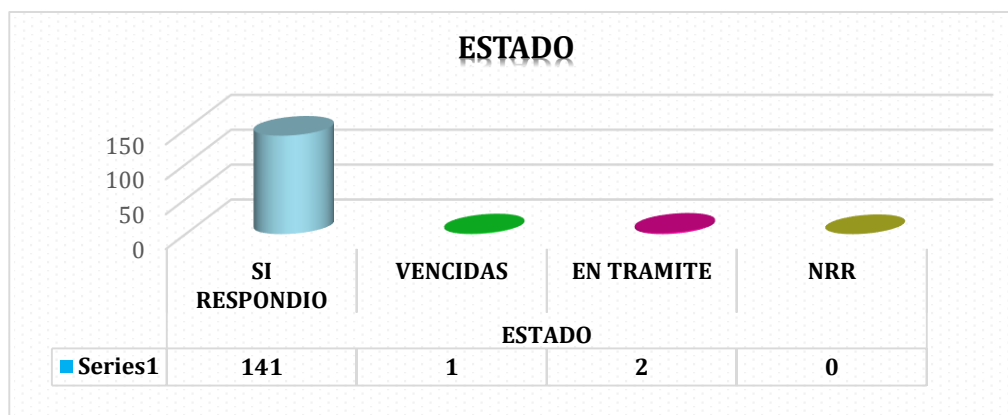 ESTADO
150
100
50
0
SI RESPONDIO VENCIDAS EN TRAMITE NRR
ESTADO
Series1 141 1 2 0